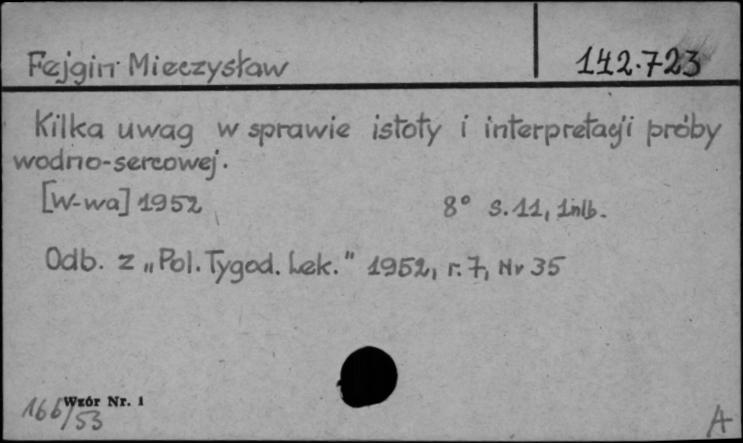 Fejgin Mieczysław 142.723
Kilka uwag w sprawie istoty i interpretacji próby
wodno-sercowej.
[W-wa] 1952 8° s. 11, 1nlb.
Odb. z „Pol. Tygod. Lek." 1952, r. 7, Nr 35
Wzór Nr. 1
166/53 A